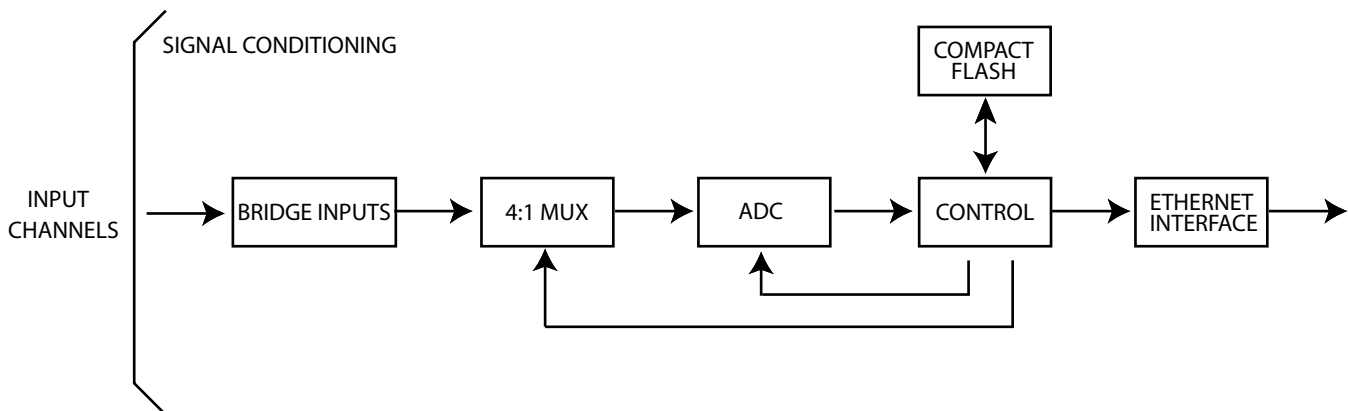 SIGNAL CONDITIONING
COMPACT
FLASH
INPUT
CHANNELS
BRIDGE INPUTS
4:1 MUX
ADC
CONTROL
ETHERNET
INTERFACE